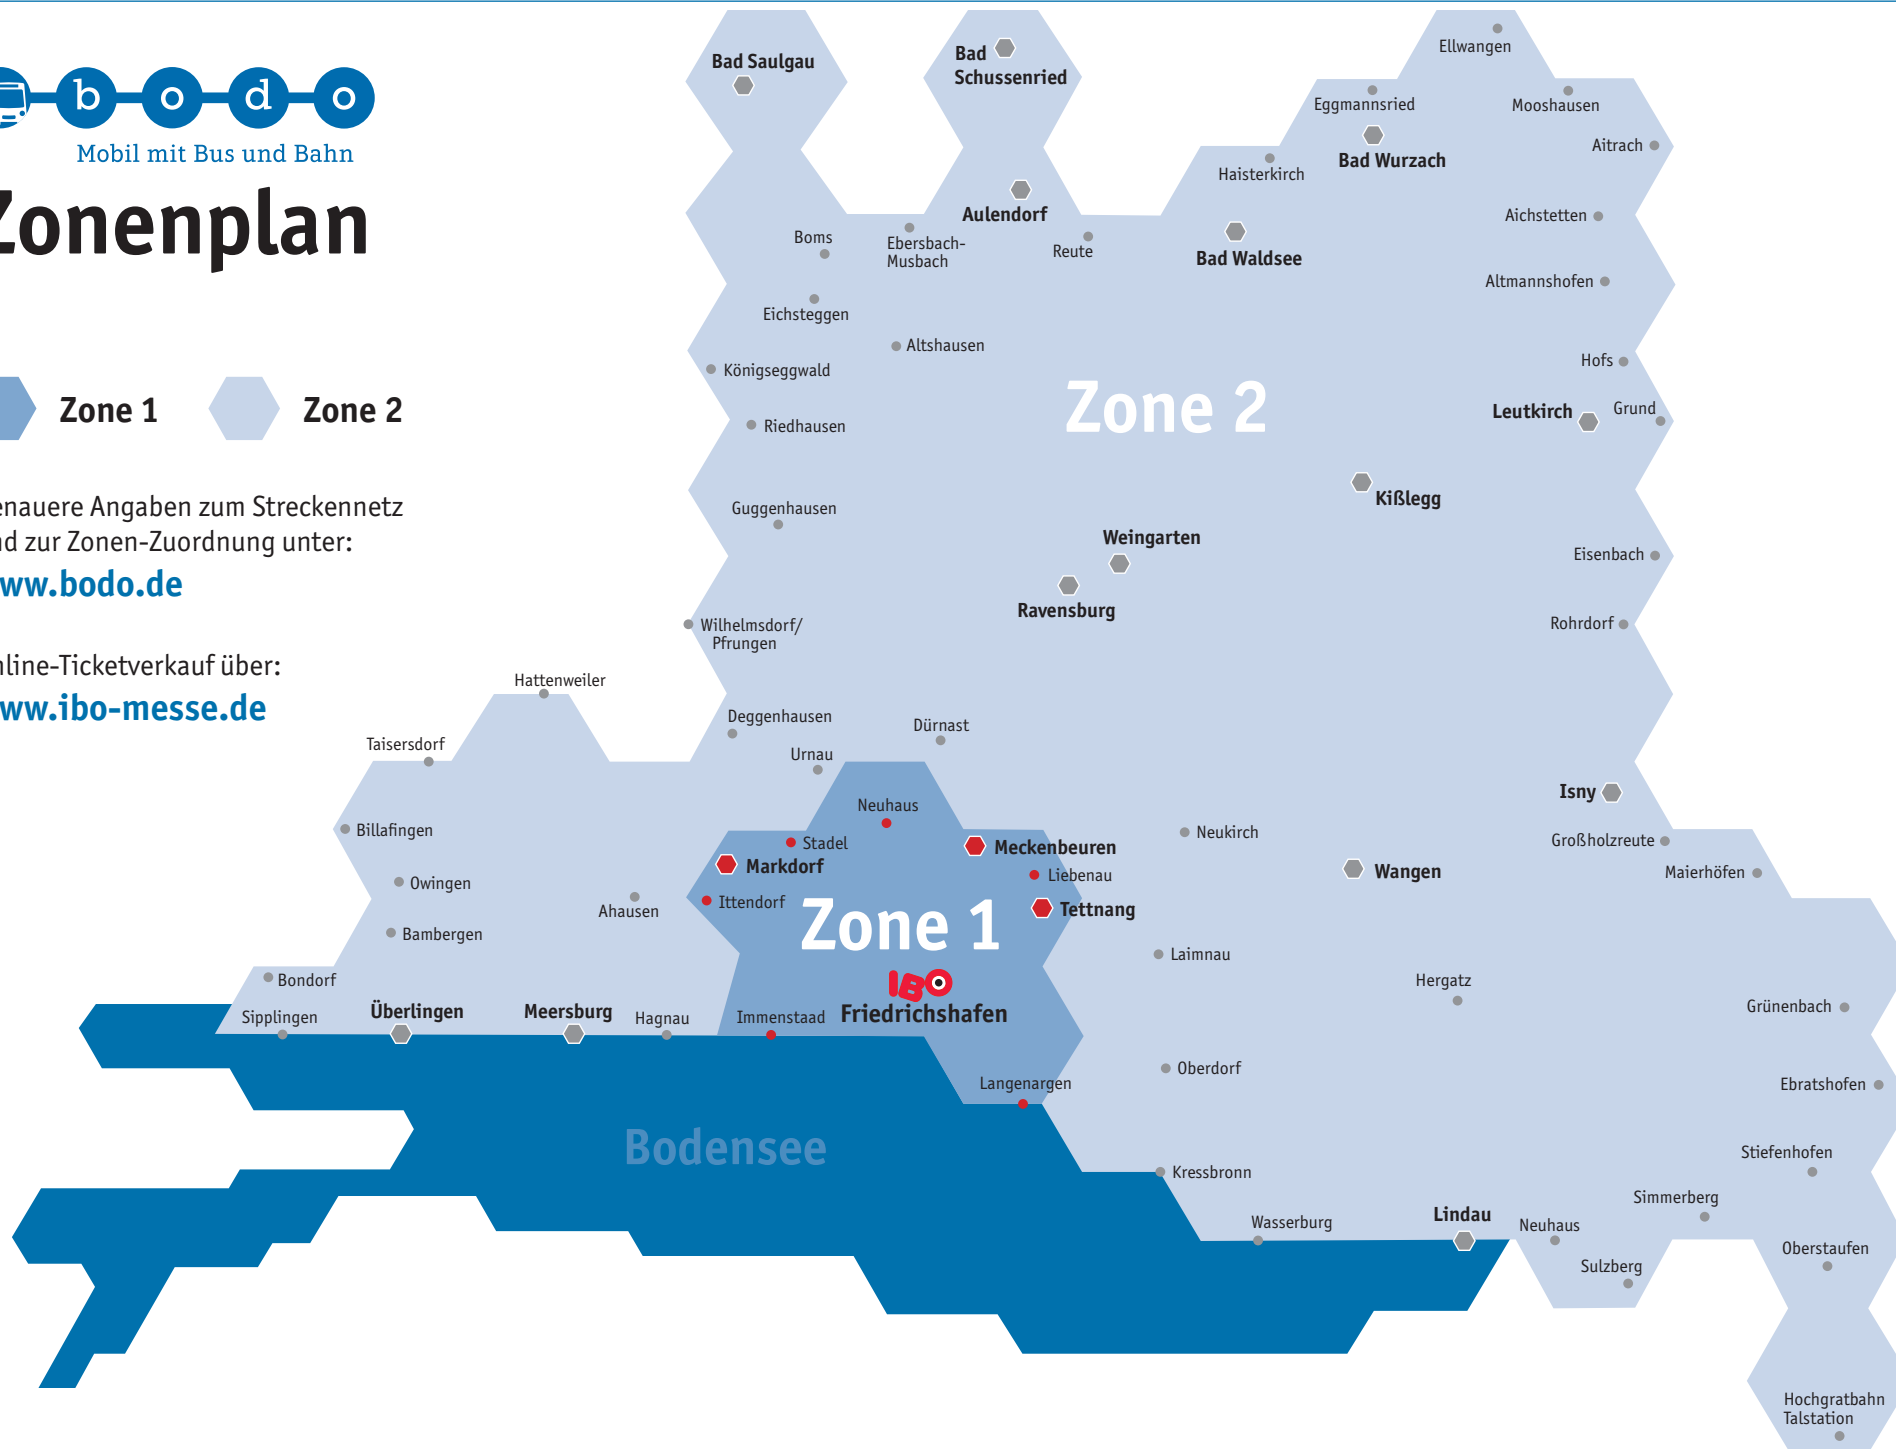 bodo
Mobil mit Bus und Bahn
Zonenplan
Zone 1
Zone 2
enauere Angaben zum Streckennetz
nd zur Zonen-Zuordnung unter:
ww.bodo.de
nline-Ticketverkauf über:
ww.ibo-messe.de
Bad Saulgau
Bad
Schussenried
Ellwangen
Eggmannsried
Mooshausen
Bad Wurzach
Aitrach
Haisterkirch
Aulendorf
Aichstetten
Boms
Ebersbach-
Musbach
Reute
Bad Waldsee
Altmannshofen
Eichsteggen
Altshausen
Königseggwald
Hofs
Zone 2
Leutkirch
Grund
Riedhausen
Kißlegg
Guggenhausen
Weingarten
Eisenbach
Ravensburg
Wilhelmsdorf/
Pfrungen
Rohrdorf
Hattenweiler
Deggenhausen
Dürnast
Taisersdorf
Urnau
Isny
Neuhaus
Billafingen
Stadel
Meckenbeuren
Neukirch
Großholzreute
Markdorf
Liebenau
Wangen
Maierhöfen
Owingen
Ahausen
Ittendorf
Zone 1
Tettnang
Bambergen
Laimnau
Bondorf
IBO
Hergatz
Sipplingen
Überlingen
Meersburg
Hagnau
Immenstaad
Friedrichshafen
Grünenbach
Oberdorf
Langenargen
Ebratshofen
Bodensee
Stiefenhofen
Kressbronn
Simmerberg
Wasserburg
Lindau
Neuhaus
Oberstaufen
Sulzberg
Hochgratbahn
Talstation